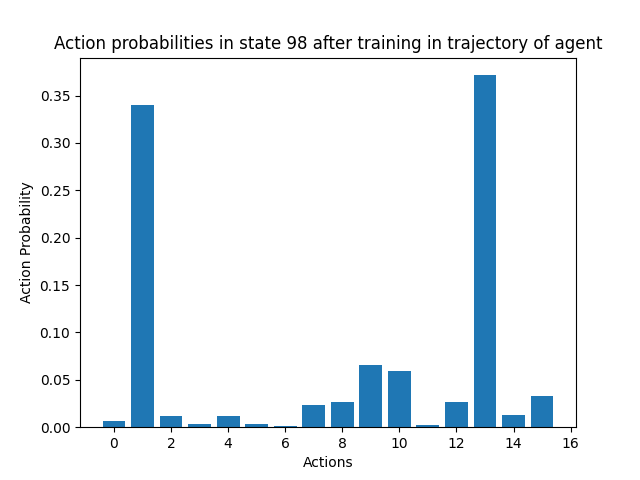 Action probabilities in state 98 after training in trajectory of agent
0.35
0.30
0.25
0.20
0.15
0.10
0.05
0.00
Action Probability
0 2 4 6 8 10 12 14 16
Actions